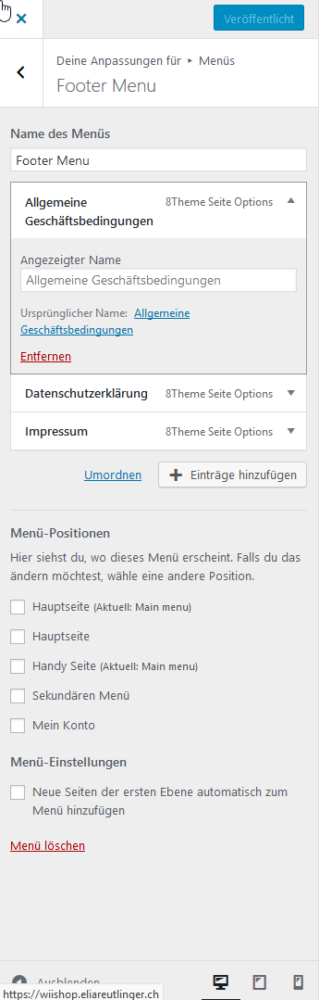 Veröffentlicht
Deine Anpassungen für ▸ Menüs
Footer Menu
Name des Menüs
Footer Menu
Allgemeine Geschäftsbedingungen
8Theme Seite Options
Angezeigter Name
Allgemeine Geschäftsbedingungen
Ursprünglicher Name: Allgemeine
Geschäftsbedingungen
Entfernen
Datenschutzerklärung 8Theme Seite Options
Impressum 8Theme Seite Options
Umordnen + Einträge hinzufügen
Menü-Positionen
Hier siehst du, wo dieses Menü erscheint. Falls du das
ändern möchtest, wähle eine andere Position.
Hauptseite (Aktuell: Main menu)
Hauptseite
Handy Seite (Aktuell: Main menu)
Sekundären Menü
Mein Konto
Menü-Einstellungen
Neue Seiten der ersten Ebene automatisch zum
Menü hinzufügen
Menü löschen
Ausblenden
https://wiishop.eliareutlinger.ch